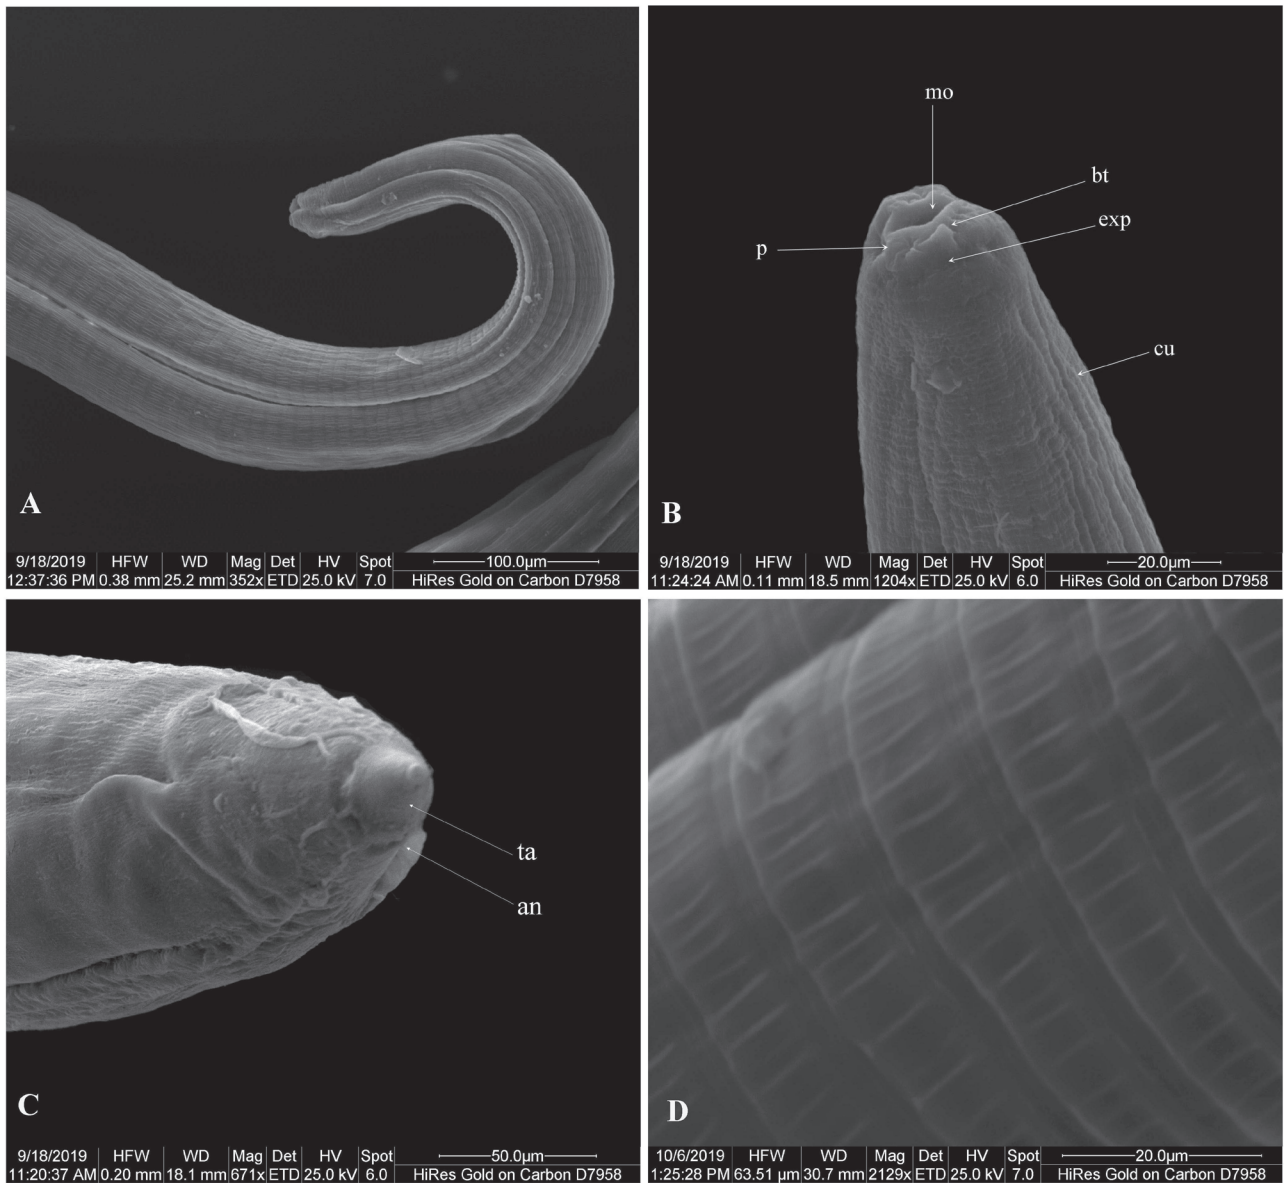 A
9/18/2019 HFW WD Mag Det HV Spot 100.0µm
12:37:36 PM 0.38 mm 25.2 mm 352x ETD 25.0 kV 7.0 HiRes Gold on Carbon D7958
mo
bt
exp
p
cu
B
9/18/2019 HFW WD Mag Det HV Spot 20.0µm
11:24:24 AM 0.11 mm 18.5 mm 1204x ETD 25.0 kV 6.0 HiRes Gold on Carbon D7958
ta
an
C
9/18/2019 HFW WD Mag Det HV Spot 50.0µm
11:20:37 AM 0.20 mm 18.1 mm 671x ETD 25.0 kV 6.0 HiRes Gold on Carbon D7958
D
10/6/2019 HFW WD Mag Det HV Spot 20.0µm
1:25:28 PM 63.51 µm 30.7 mm 2129x ETD 25.0 kV 7.0 HiRes Gold on Carbon D7958